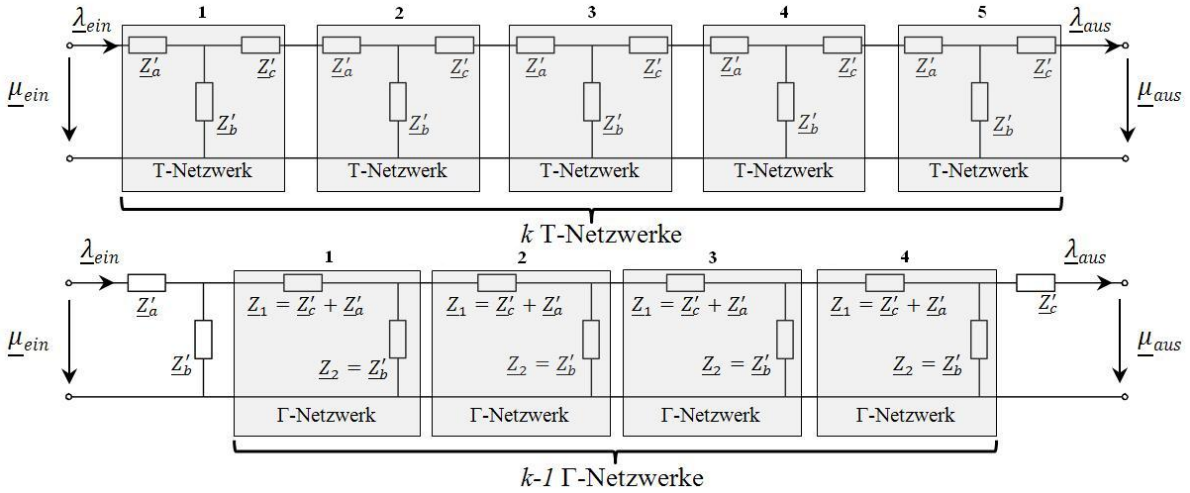 1 2 3 4 5
λ_ein λ_aus
Z'_a Z'_c Z'_a Z'_c Z'_a Z'_c Z'_a Z'_c Z'_a Z'_c
μ_ein μ_aus
Z'_b Z'_b Z'_b Z'_b Z'_b
T-Netzwerk T-Netzwerk T-Netzwerk T-Netzwerk T-Netzwerk
k T-Netzwerke
1 2 3 4
λ_ein λ_aus
Z'_a Z_1 = Z'_c + Z'_a Z_1 = Z'_c + Z'_a Z_1 = Z'_c + Z'_a Z_1 = Z'_c + Z'_a Z'_c
μ_ein μ_aus
Z'_b Z_2 = Z'_b Z_2 = Z'_b Z_2 = Z'_b Z_2 = Z'_b
Γ-Netzwerk Γ-Netzwerk Γ-Netzwerk Γ-Netzwerk
k-1 Γ-Netzwerke